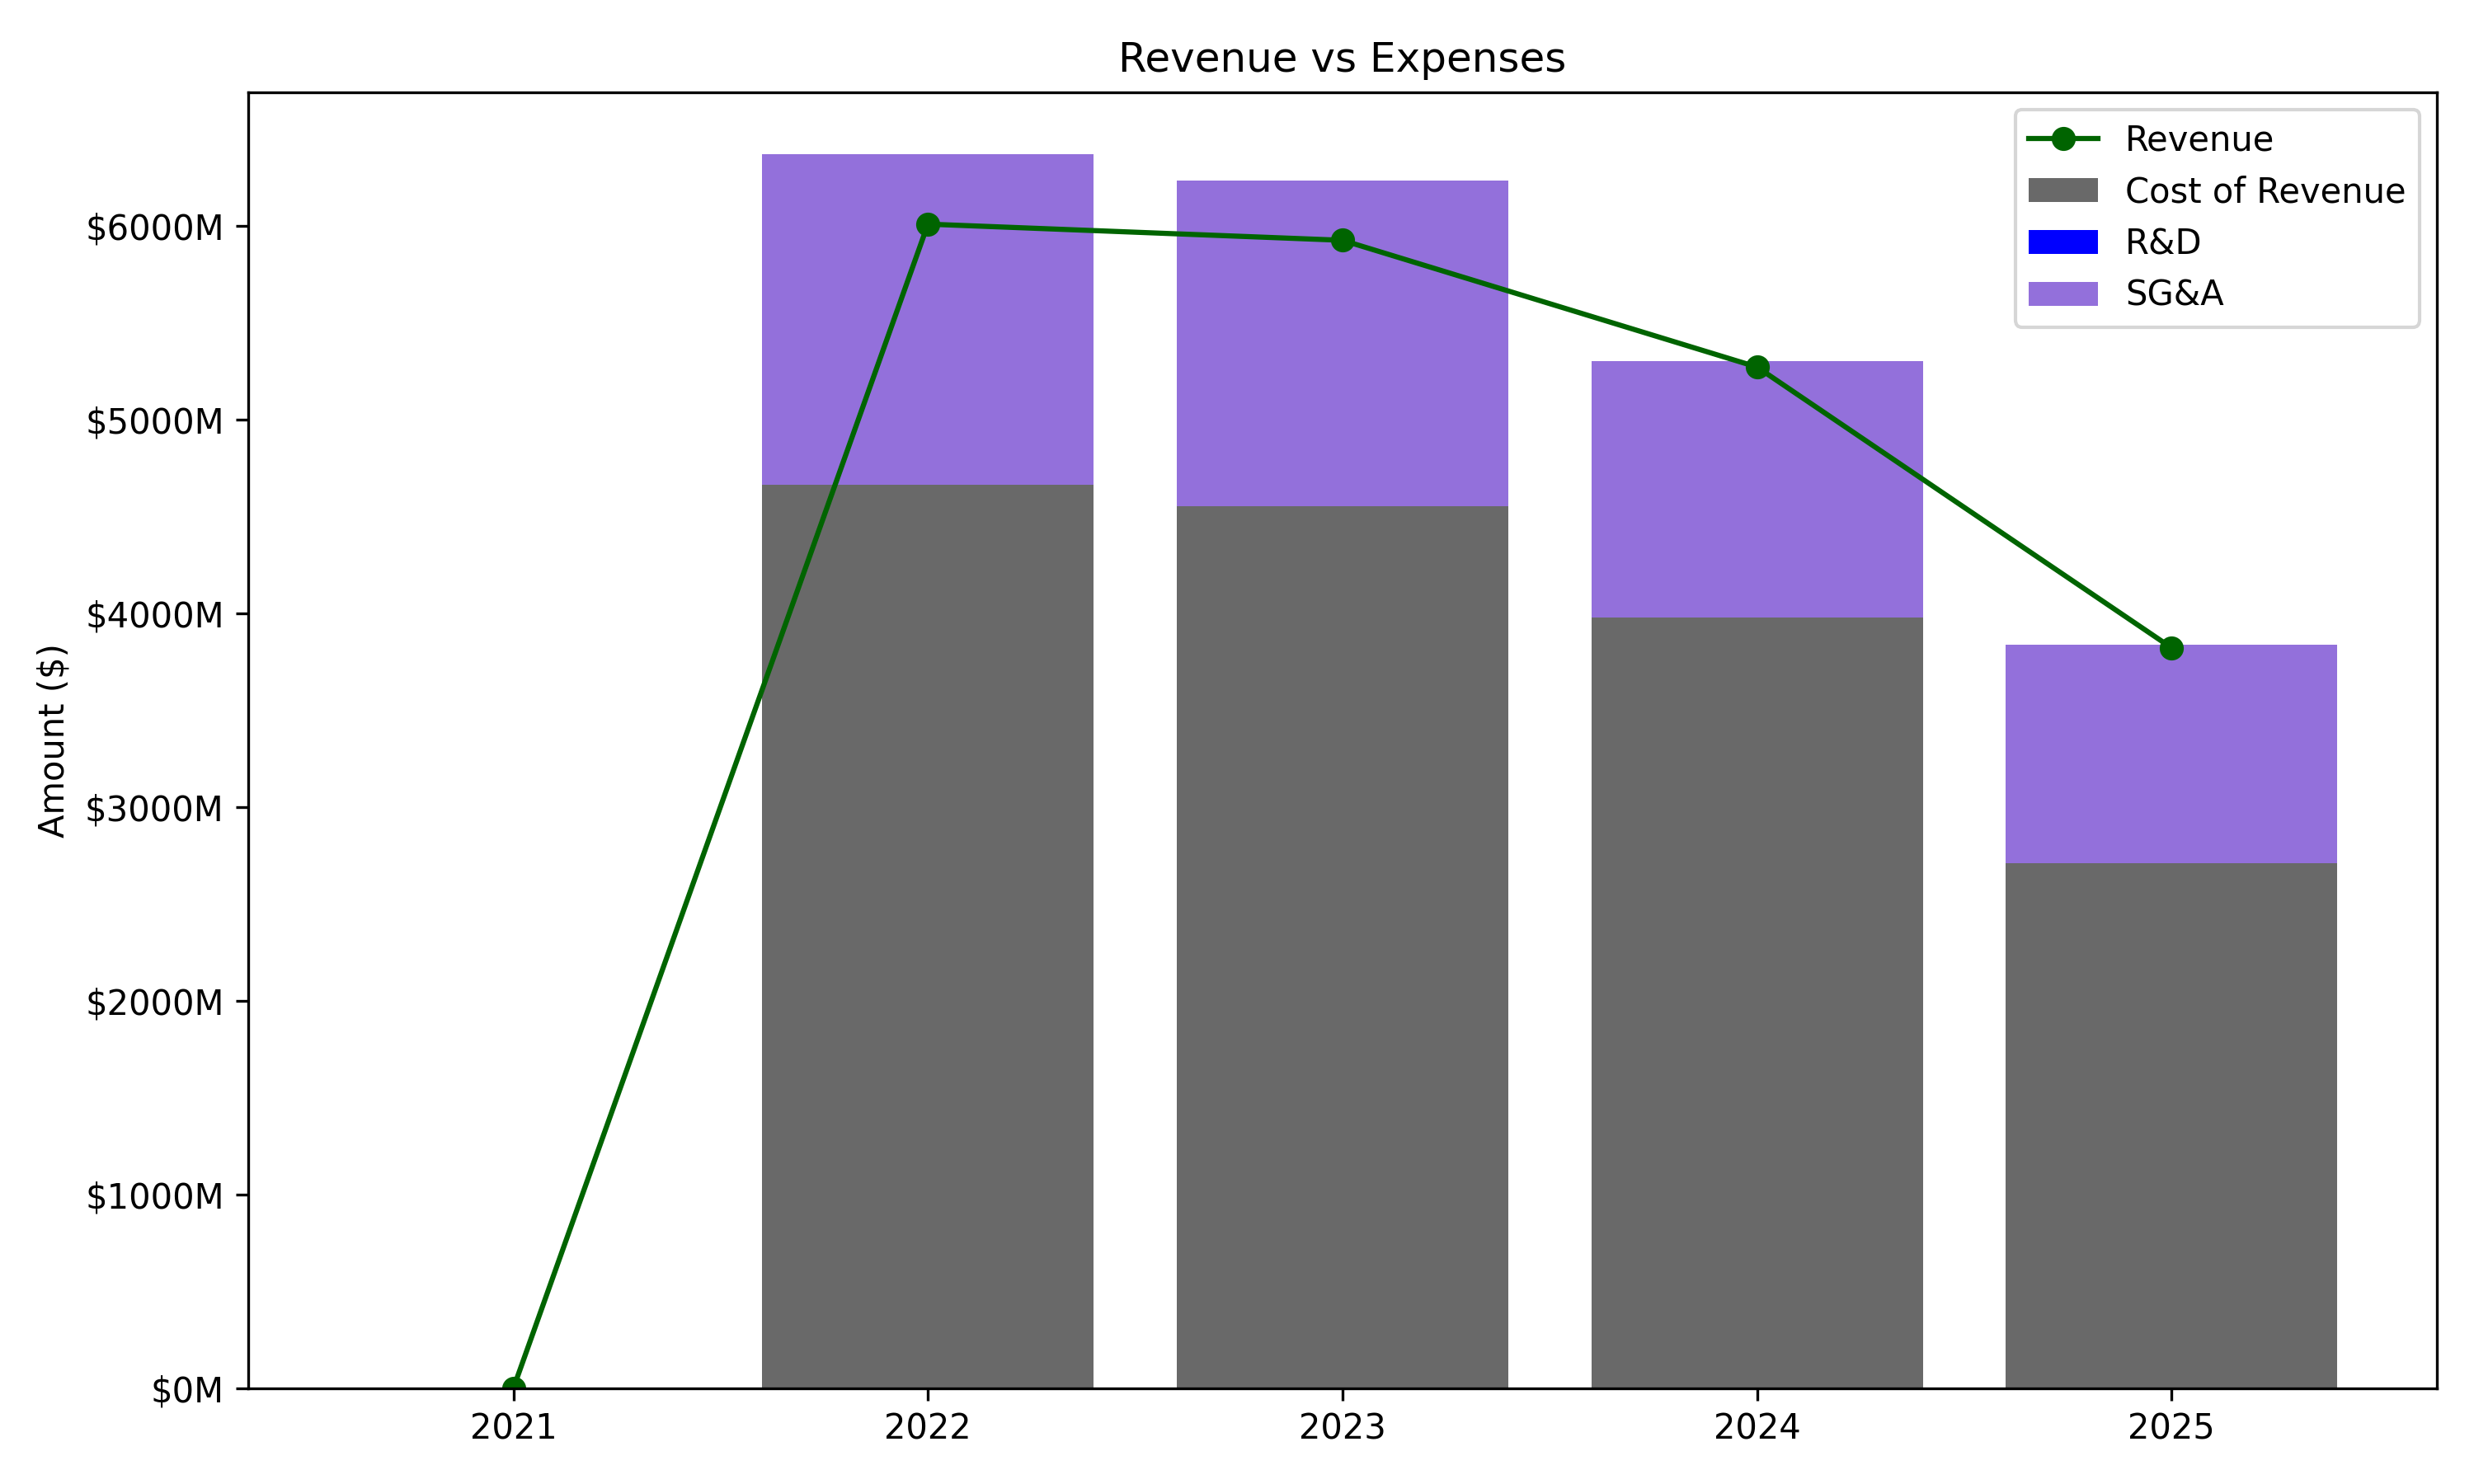 Revenue vs Expenses
Revenue
Cost of Revenue
R&D
SG&A
Amount ($)
$6000M
$5000M
$4000M
$3000M
$2000M
$1000M
$0M
2021
2022
2023
2024
2025